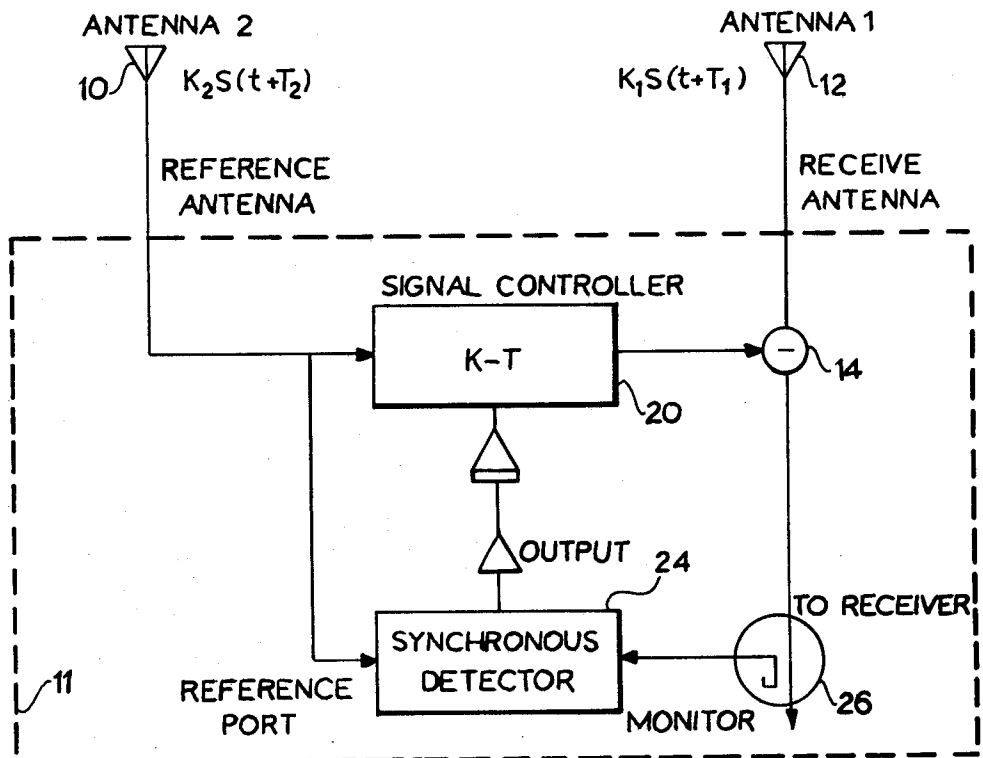 ANTENNA 2
ANTENNA 1
10
K₂S(t+T₂)
K₁S(t+T₁)
12
REFERENCE
ANTENNA
RECEIVE
ANTENNA
SIGNAL CONTROLLER
K-T
−
14
20
OUTPUT
24
TO RECEIVER
SYNCHRONOUS
DETECTOR
11
REFERENCE
PORT
MONITOR
26